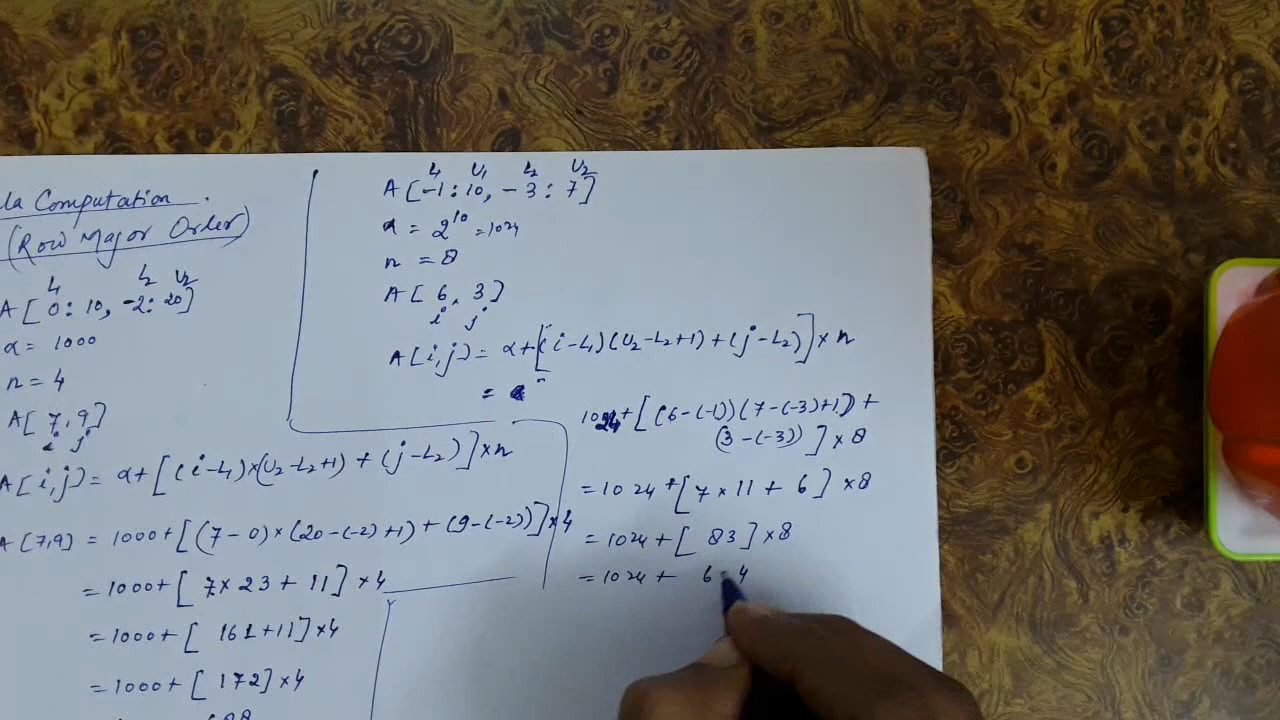 la Computation.
(Row Major Order)
L₁ L₂ U₂
A[0:10, -2:20]
α = 1000
n = 4
A[7,9]
i j
A[i,j) = α+[(i-L₁)×(U₂-L₂+1) + (j-L₂)]×n
A[7,9] = 1000+[(7-0)×(20-(-2)+1)+(9-(-2))]×4
= 1000+[7×23+11]×4
= 1000+[161+11]×4
= 1000+[172]×4
L₁ U₁ L₂ U₂
A[-1:10, -3:7]
α = 2¹⁰ = 1024
n = 8
A[6, 3]
i j
A[i,j) = α+[(i-L₁)(U₂-L₂+1)+(j-L₂)]×n
=
1024+[(6-(-1))(7-(-3)+1)+
(3-(-3))]×8
= 1024+[7×11+6]×8
= 1024+[83]×8
= 1024+ 6 4